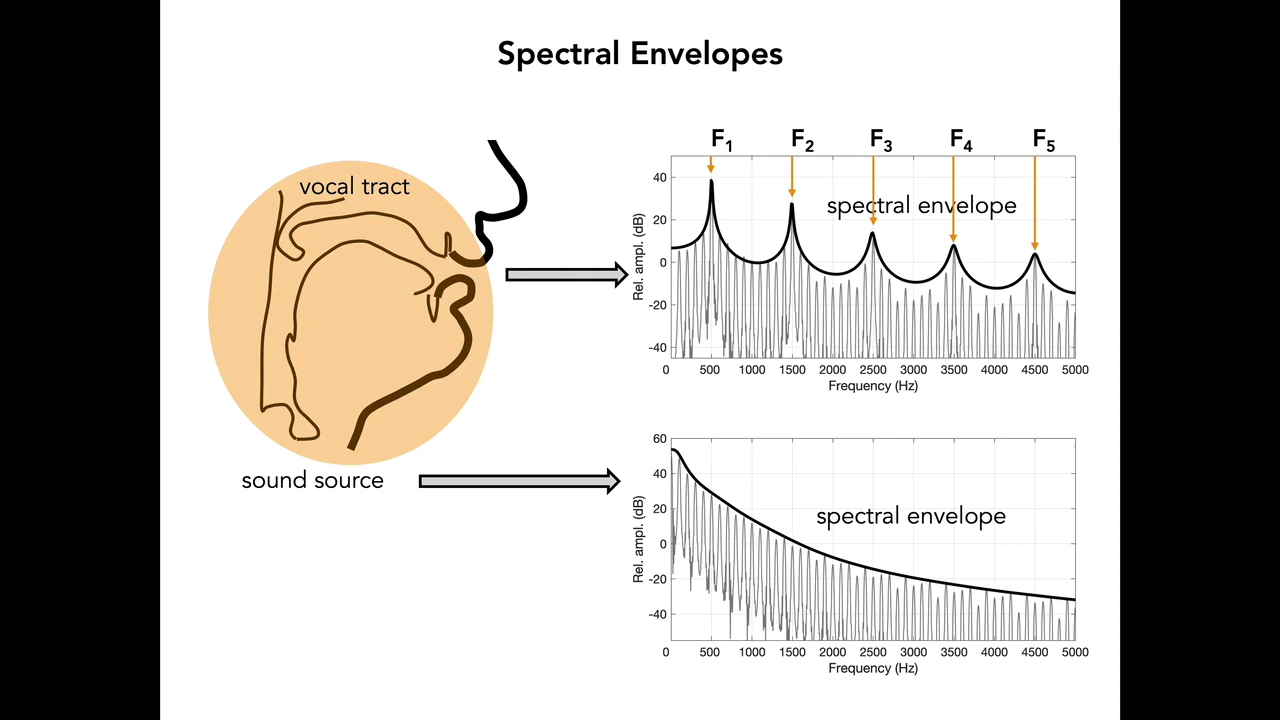 Spectral Envelopes
vocal tract
sound source
F1 F2 F3 F4 F5
spectral envelope
Rel. ampl. (dB)
40
20
0
-20
-40
0 500 1000 1500 2000 2500 3000 3500 4000 4500 5000
Frequency (Hz)
spectral envelope
Rel. ampl. (dB)
60
40
20
0
-20
-40
0 500 1000 1500 2000 2500 3000 3500 4000 4500 5000
Frequency (Hz)